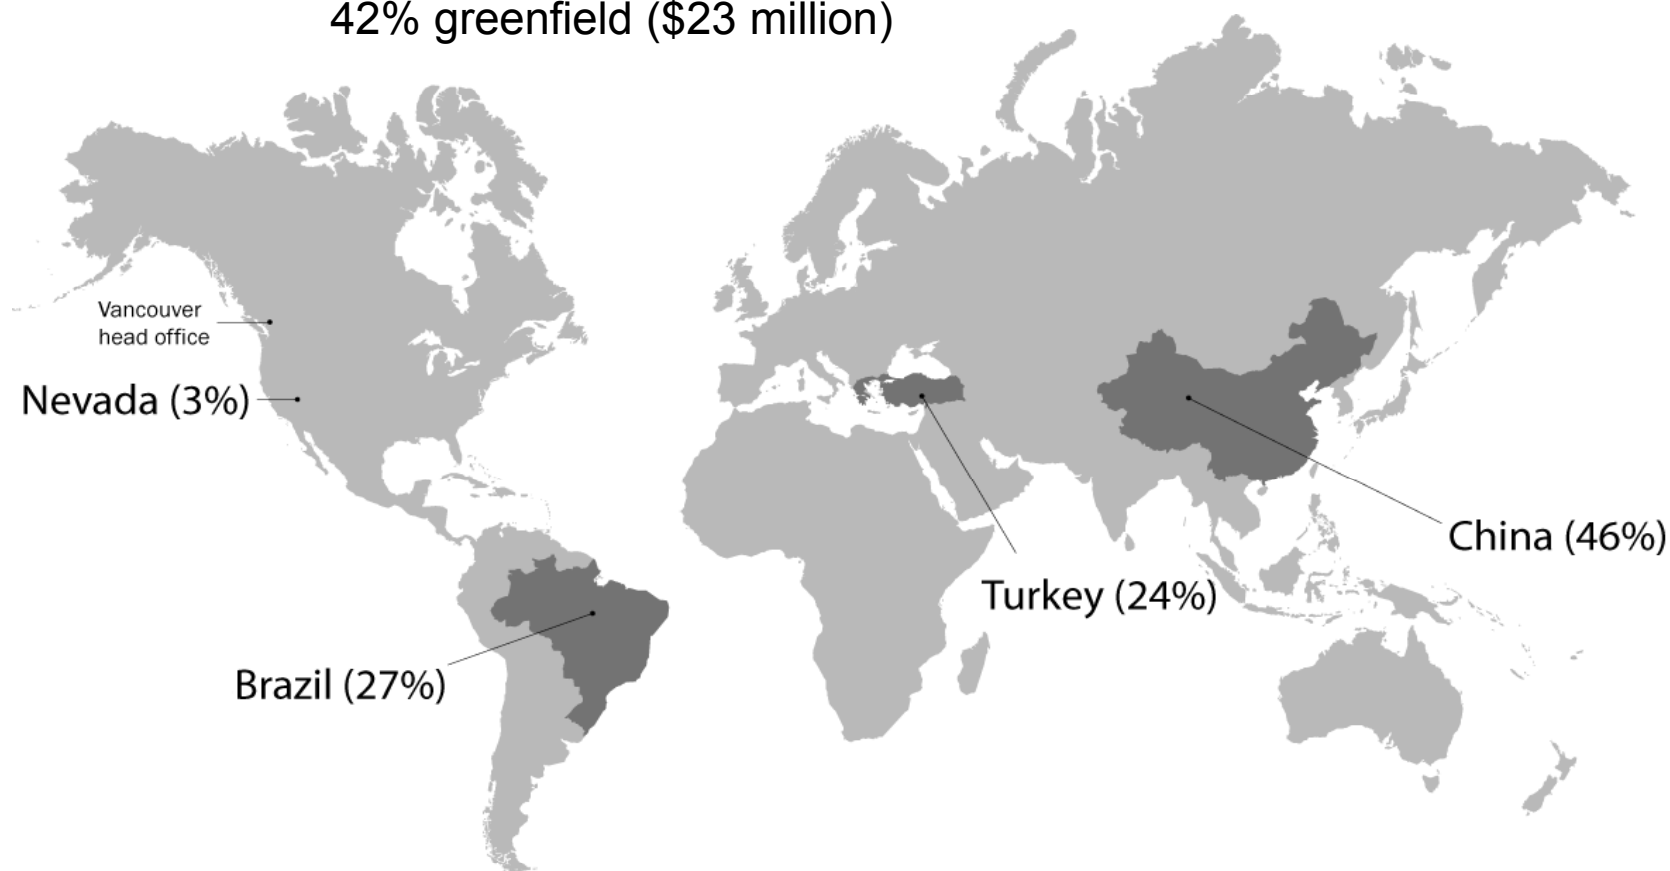 42% greenfield ($23 million)
Vancouver
head office
Nevada (3%)
China (46%)
Turkey (24%)
Brazil (27%)